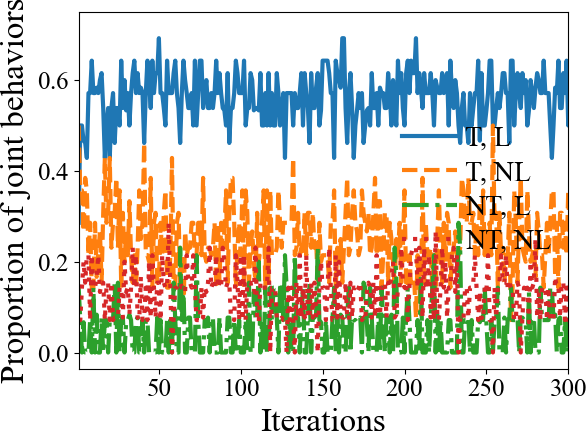 Proportion of joint behaviors
0.6
0.4
0.2
0.0
T, L
T, NL
NT, L
NT, NL
50
100
150
200
250
300
Iterations